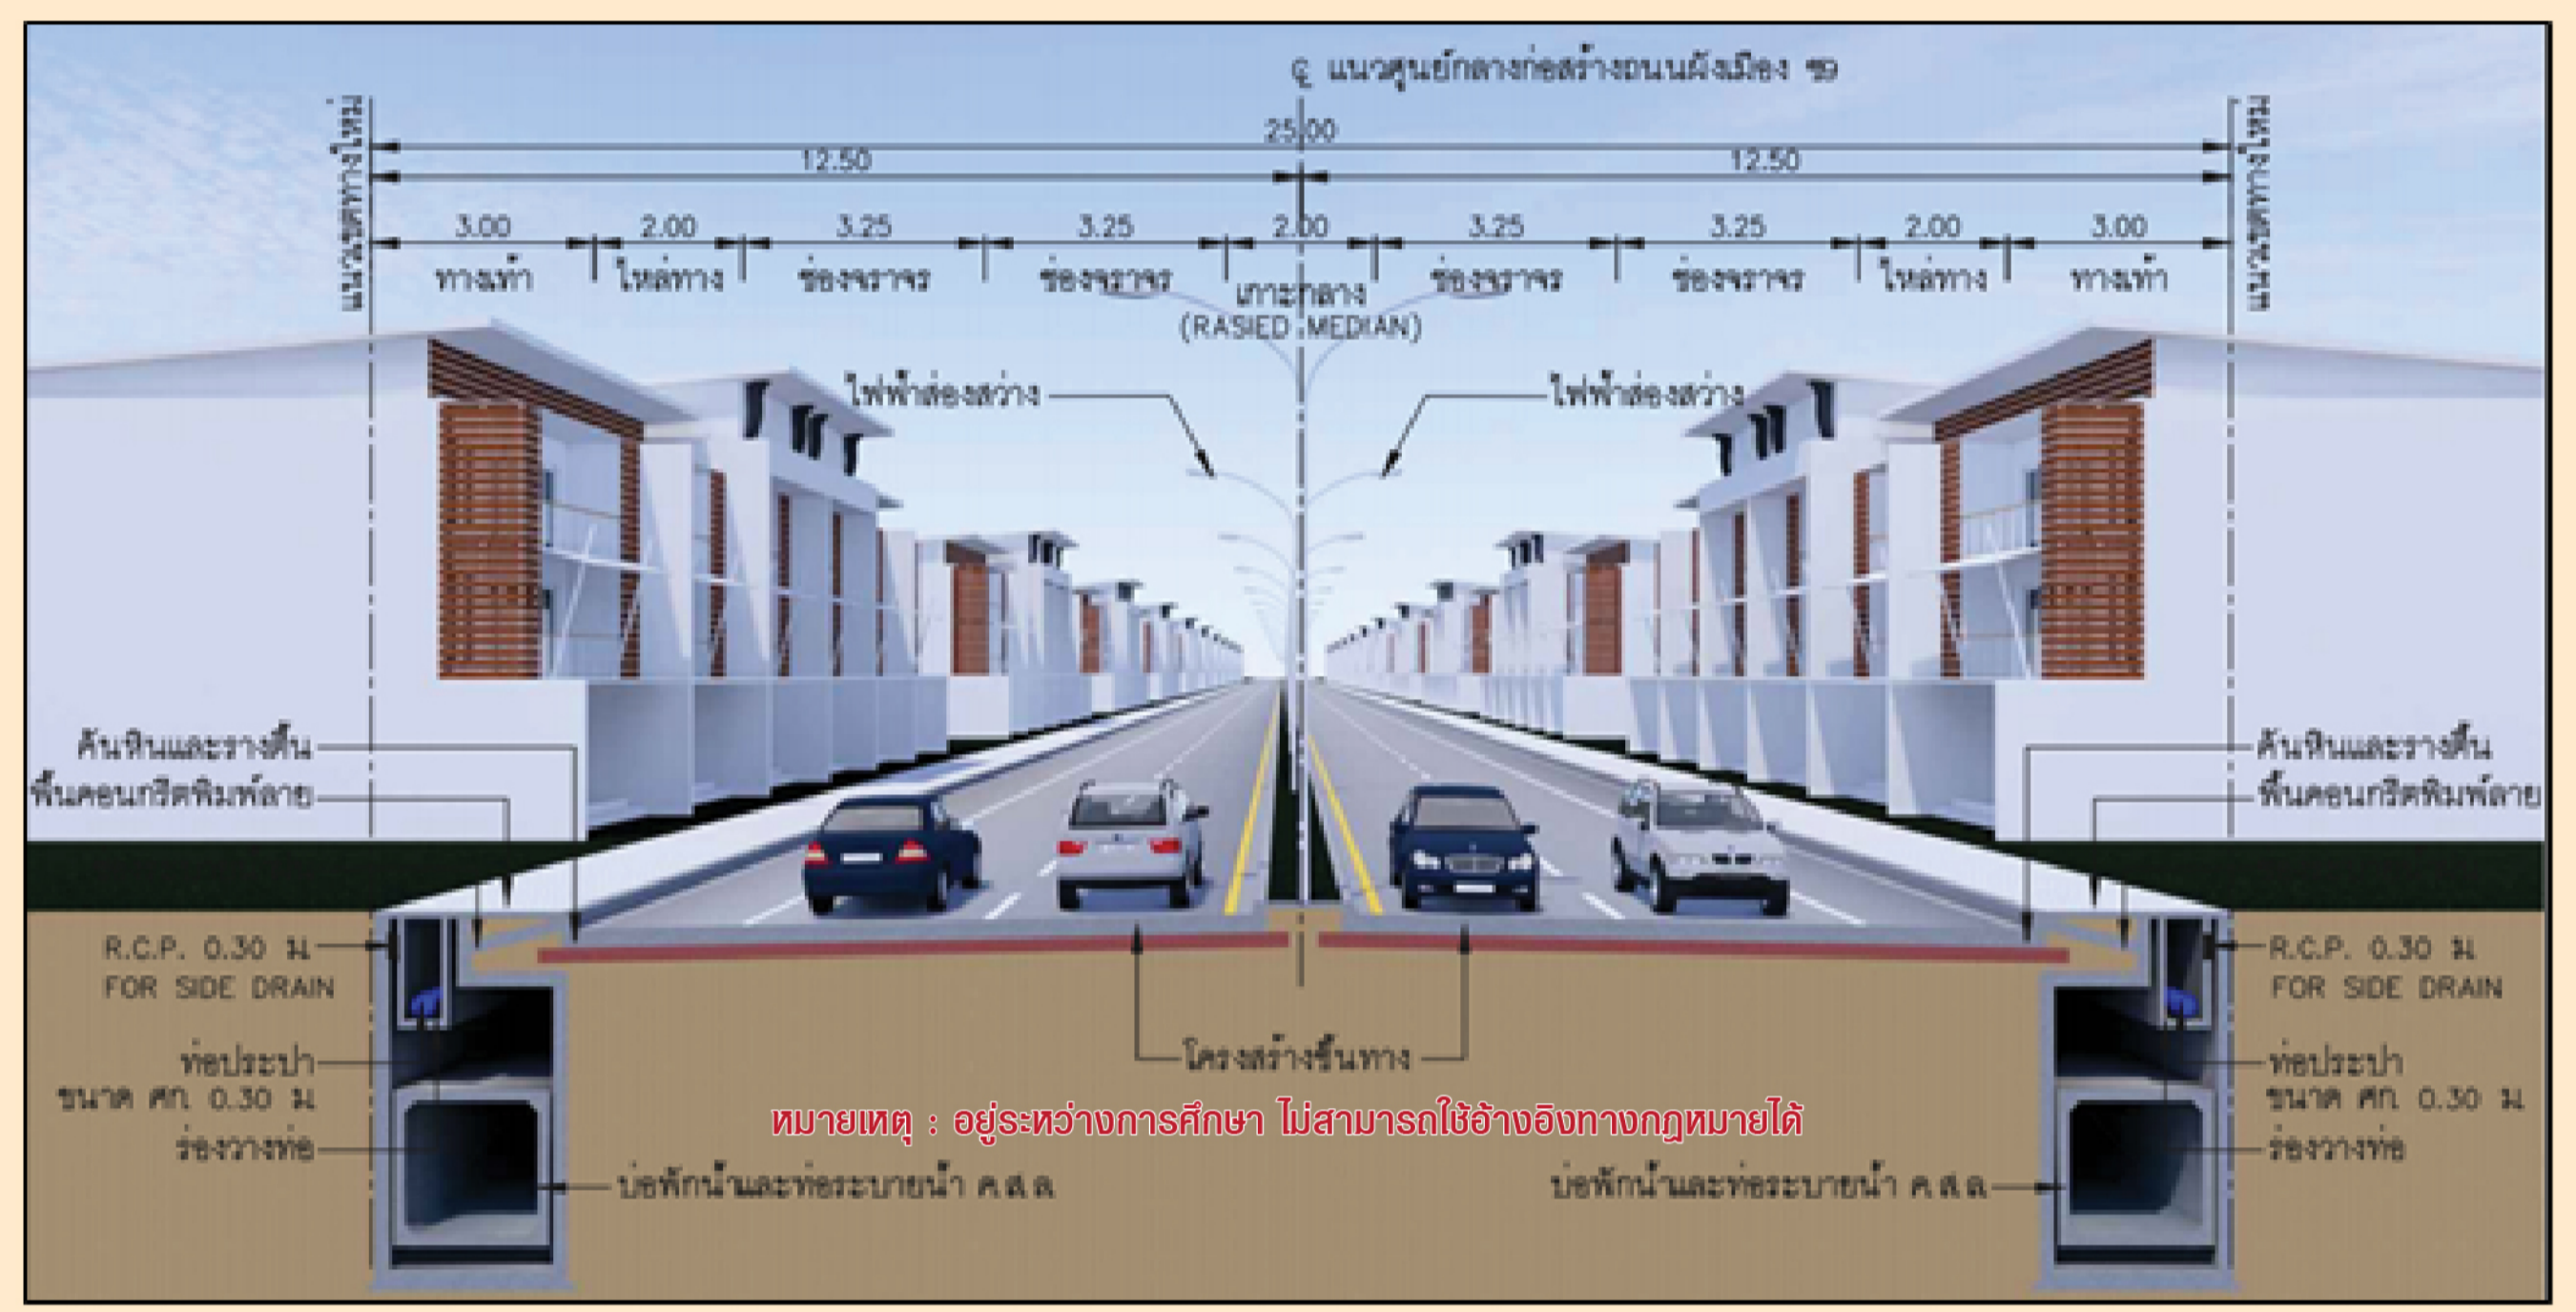 ℄ แนวศูนย์กลางก่อสร้างถนนผังเมือง ช9
25.00
12.50 12.50
แนวเขตทางใหม่ แนวเขตทางใหม่
3.00 2.00 3.25 3.25 2.00 3.25 3.25 2.00 3.00
ทางเท้า ไหล่ทาง ช่องจราจร ช่องจราจร เกาะกลาง ช่องจราจร ช่องจราจร ไหล่ทาง ทางเท้า
(RASIED MEDIAN)
ไฟฟ้าส่องสว่าง ไฟฟ้าส่องสว่าง
คันหินและรางตื้น คันหินและรางตื้น
พื้นคอนกรีตพิมพ์ลาย พื้นคอนกรีตพิมพ์ลาย
R.C.P. 0.30 ม. R.C.P. 0.30 ม.
FOR SIDE DRAIN FOR SIDE DRAIN
โครงสร้างชั้นทาง
ท่อประปา ท่อประปา
ขนาด ศก. 0.30 ม. ขนาด ศก. 0.30 ม.
หมายเหตุ : อยู่ระหว่างการศึกษา ไม่สามารถใช้อ้างอิงทางกฎหมายได้
ร่องวางท่อ ร่องวางท่อ
บ่อพักน้ำและท่อระบายน้ำ ค.ส.ล. บ่อพักน้ำและท่อระบายน้ำ ค.ส.ล.